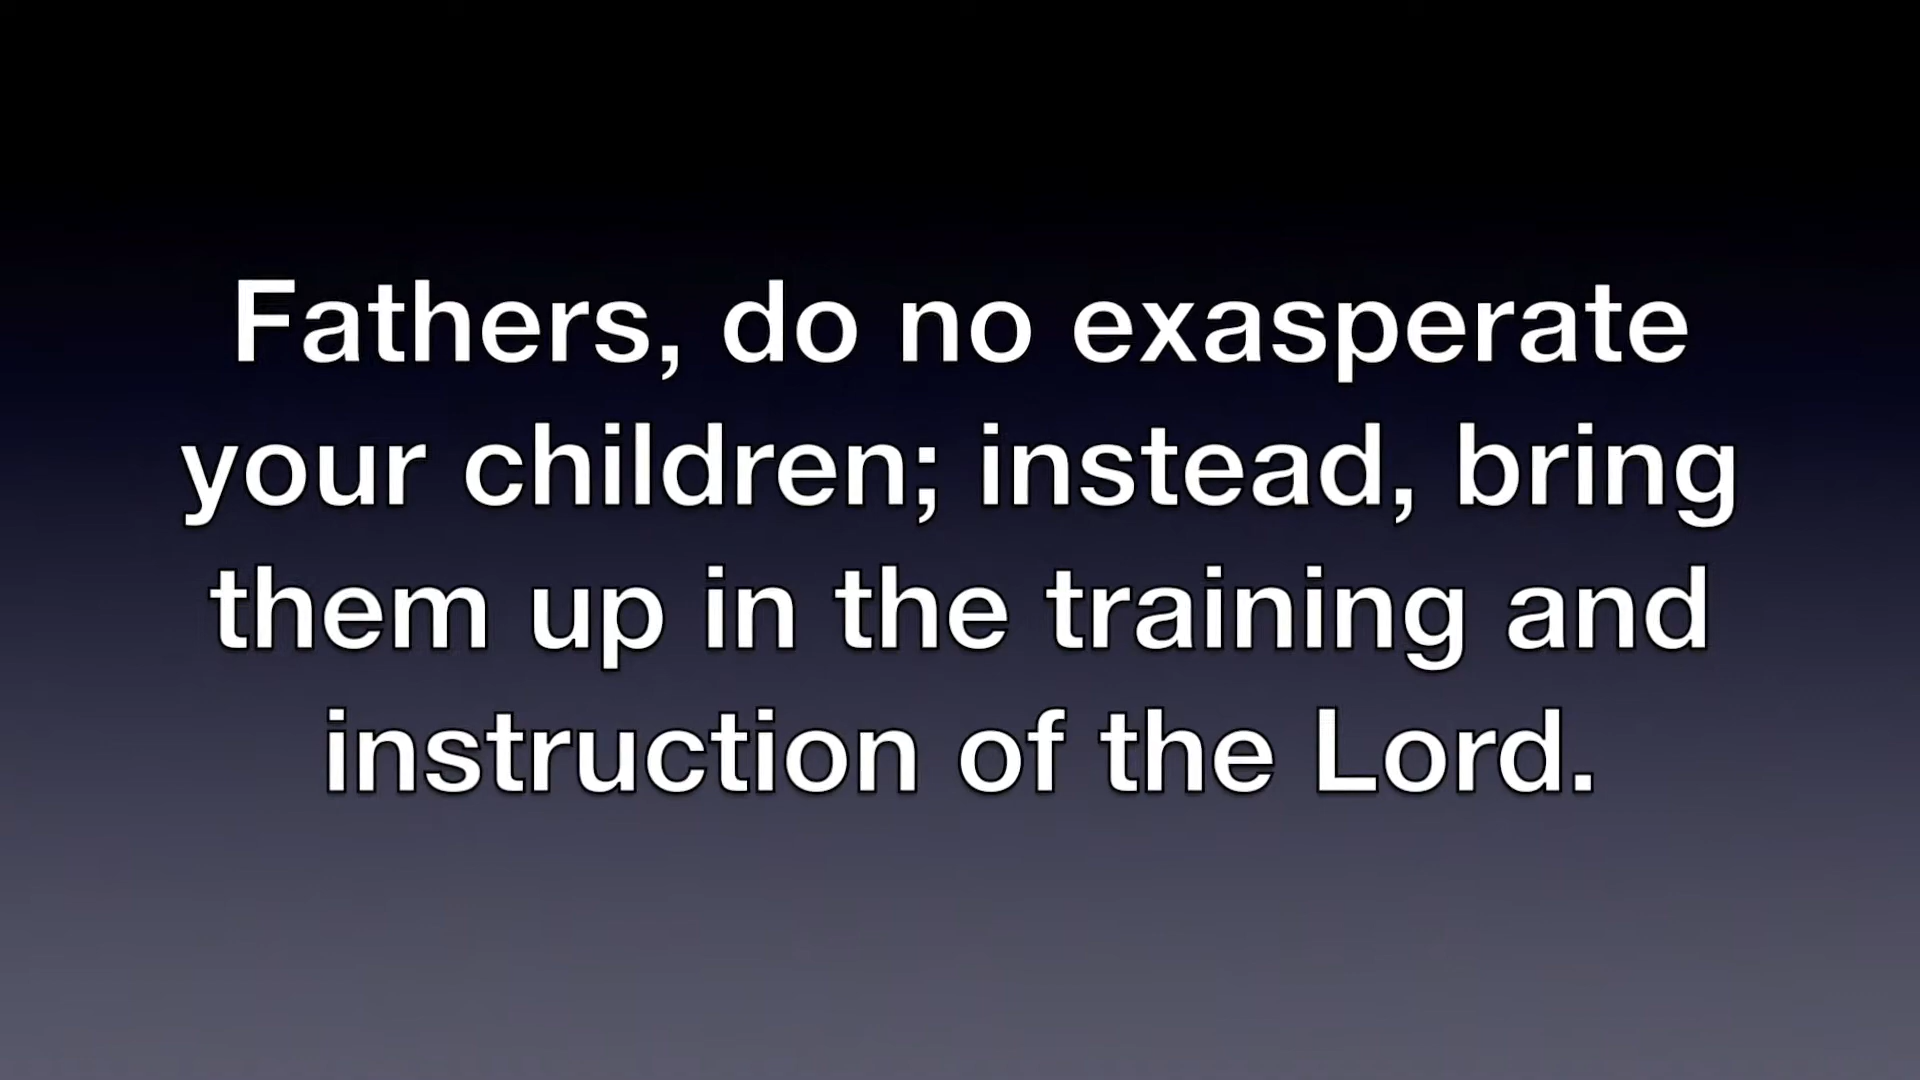 Fathers, do no exasperate
your children; instead, bring
them up in the training and
instruction of the Lord.